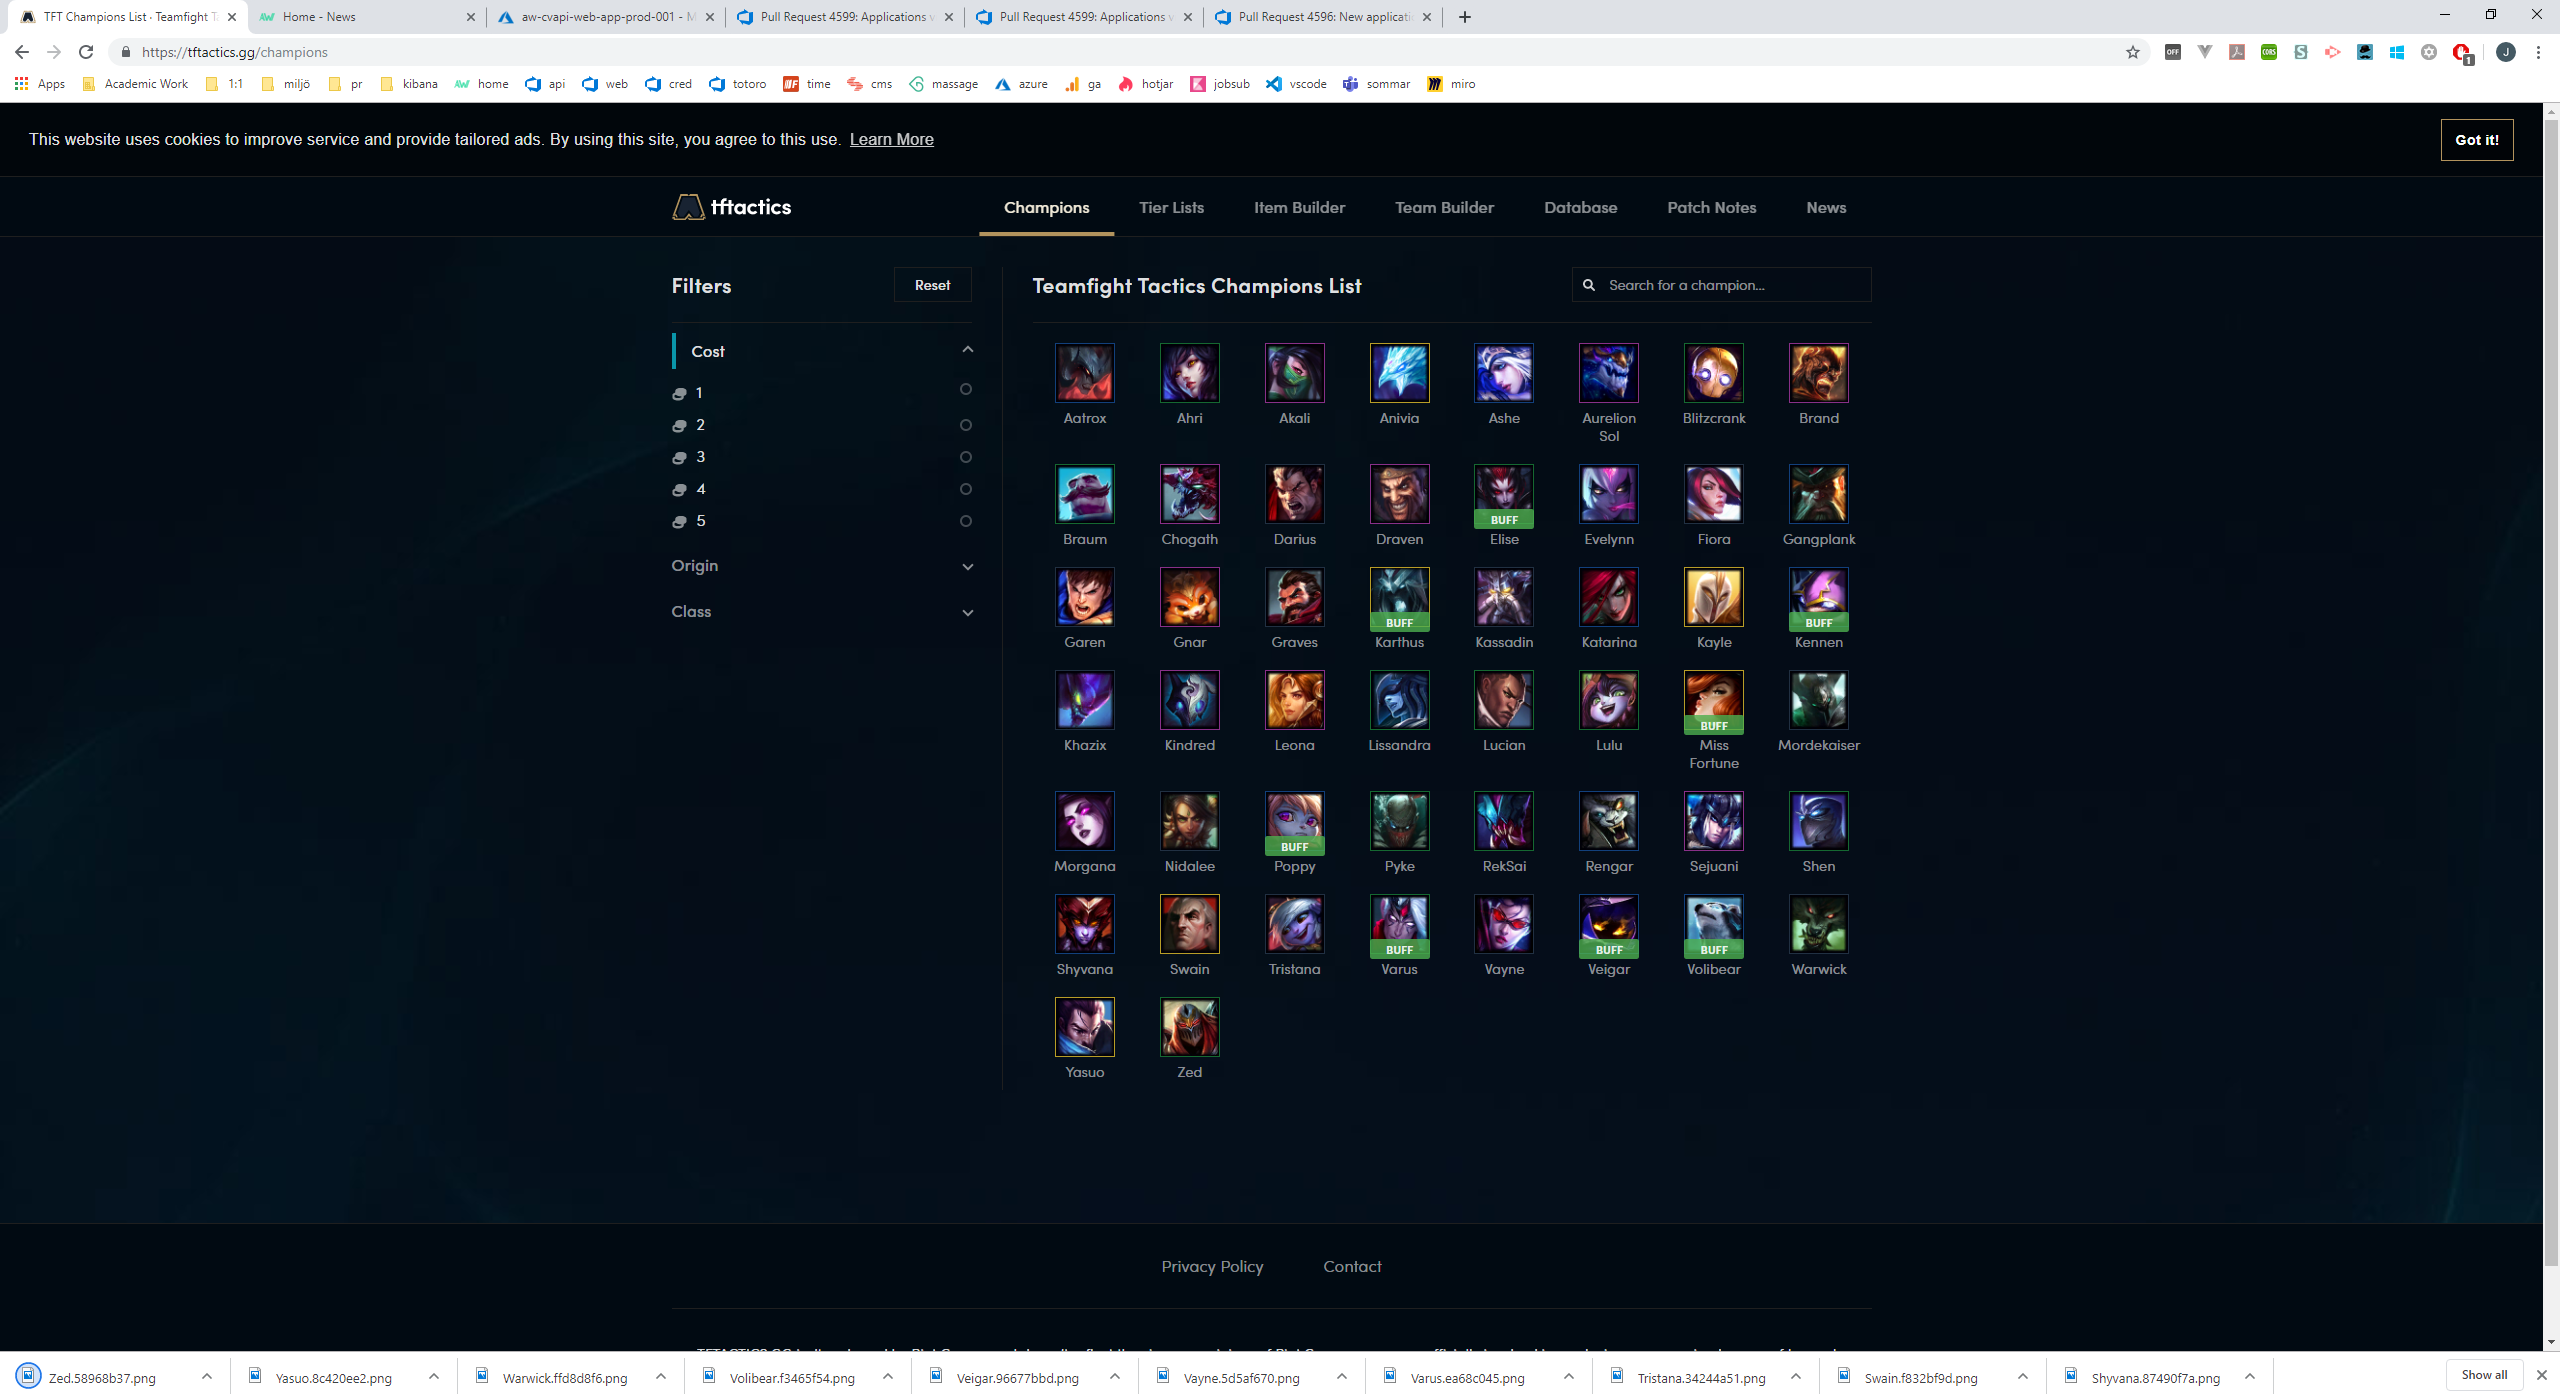 TFT Champions List · Teamfight T
Home - News
aw-cvapi-web-app-prod-001 - M
Pull Request 4599: Applications v
Pull Request 4599: Applications v
Pull Request 4596: New applicati
https://tftactics.gg/champions
OFF
CORS
1
J
Apps
Academic Work
1:1
miljö
pr
kibana
home
api
web
cred
totoro
time
cms
massage
azure
ga
hotjar
jobsub
vscode
sommar
miro
This website uses cookies to improve service and provide tailored ads. By using this site, you agree to this use. Learn More
Got it!
tftactics
Champions
Tier Lists
Item Builder
Team Builder
Database
Patch Notes
News
Filters
Reset
Cost
1
2
3
4
5
Origin
Class
Teamfight Tactics Champions List
Search for a champion...
Aatrox
Ahri
Akali
Anivia
Ashe
Aurelion
Sol
Blitzcrank
Brand
Braum
Chogath
Darius
Draven
BUFF
Elise
Evelynn
Fiora
Gangplank
Garen
Gnar
Graves
BUFF
Karthus
Kassadin
Katarina
Kayle
BUFF
Kennen
Khazix
Kindred
Leona
Lissandra
Lucian
Lulu
BUFF
Miss
Fortune
Mordekaiser
Morgana
Nidalee
BUFF
Poppy
Pyke
RekSai
Rengar
Sejuani
Shen
Shyvana
Swain
Tristana
BUFF
Varus
Vayne
BUFF
Veigar
BUFF
Volibear
Warwick
Yasuo
Zed
Privacy Policy
Contact
Zed.58968b37.png
Yasuo.8c420ee2.png
Warwick.ffd8d8f6.png
Volibear.f3465f54.png
Veigar.96677bbd.png
Vayne.5d5af670.png
Varus.ea68c045.png
Tristana.34244a51.png
Swain.f832bf9d.png
Shyvana.87490f7a.png
Show all